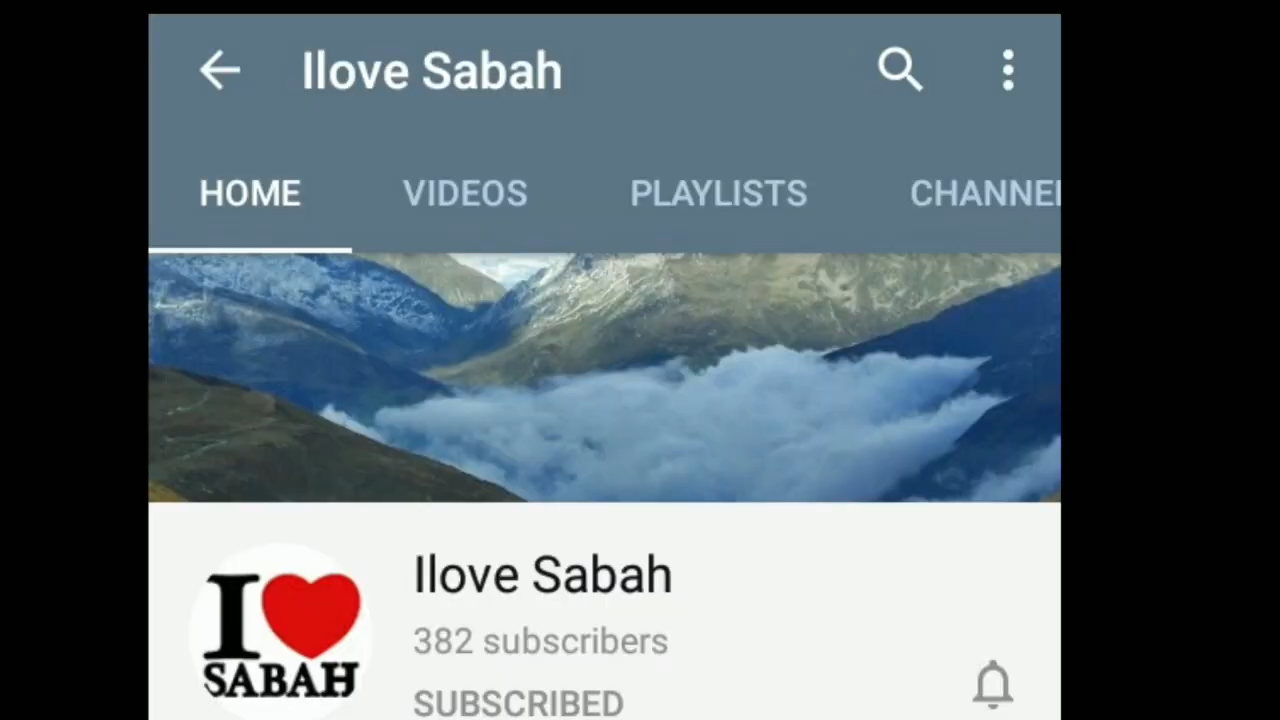 Ilove Sabah
HOME VIDEOS PLAYLISTS CHANNEL
Ilove Sabah
382 subscribers
I
SABAH
SUBSCRIBED